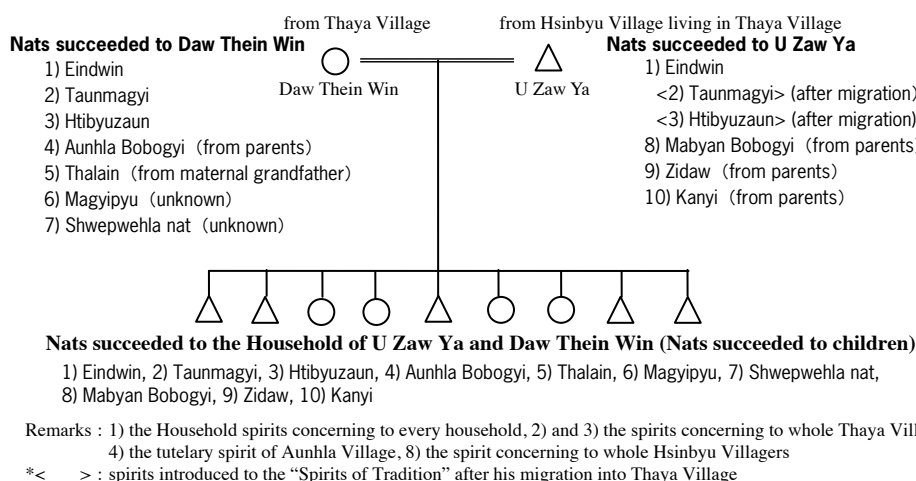 from Thaya Village
from Hsinbyu Village living in Thaya Village
Nats succeeded to Daw Thein Win
1) Eindwin
2) Taunmagyi
3) Htibyuzaun
4) Aunhla Bobogyi (from parents)
5) Thalain (from maternal grandfather)
6) Magyipyu (unknown)
7) Shwepwehla nat (unknown)
Daw Thein Win
U Zaw Ya
Nats succeeded to U Zaw Ya
1) Eindwin
<2) Taunmagyi> (after migration)
<3) Htibyuzaun> (after migration)
8) Mabyan Bobogyi (from parents
9) Zidaw (from parents)
10) Kanyi (from parents)
Nats succeeded to the Household of U Zaw Ya and Daw Thein Win (Nats succeeded to children)
1) Eindwin, 2) Taunmagyi, 3) Htibyuzaun, 4) Aunhla Bobogyi, 5) Thalain, 6) Magyipyu, 7) Shwepwehla nat,
8) Mabyan Bobogyi, 9) Zidaw, 10) Kanyi
Remarks : 1) the Household spirits concerning to every household, 2) and 3) the spirits concerning to whole Thaya Vill
4) the tutelary spirit of Aunhla Village, 8) the spirit concerning to whole Hsinbyu Villagers
*< > : spirits introduced to the “Spirits of Tradition” after his migration into Thaya Village